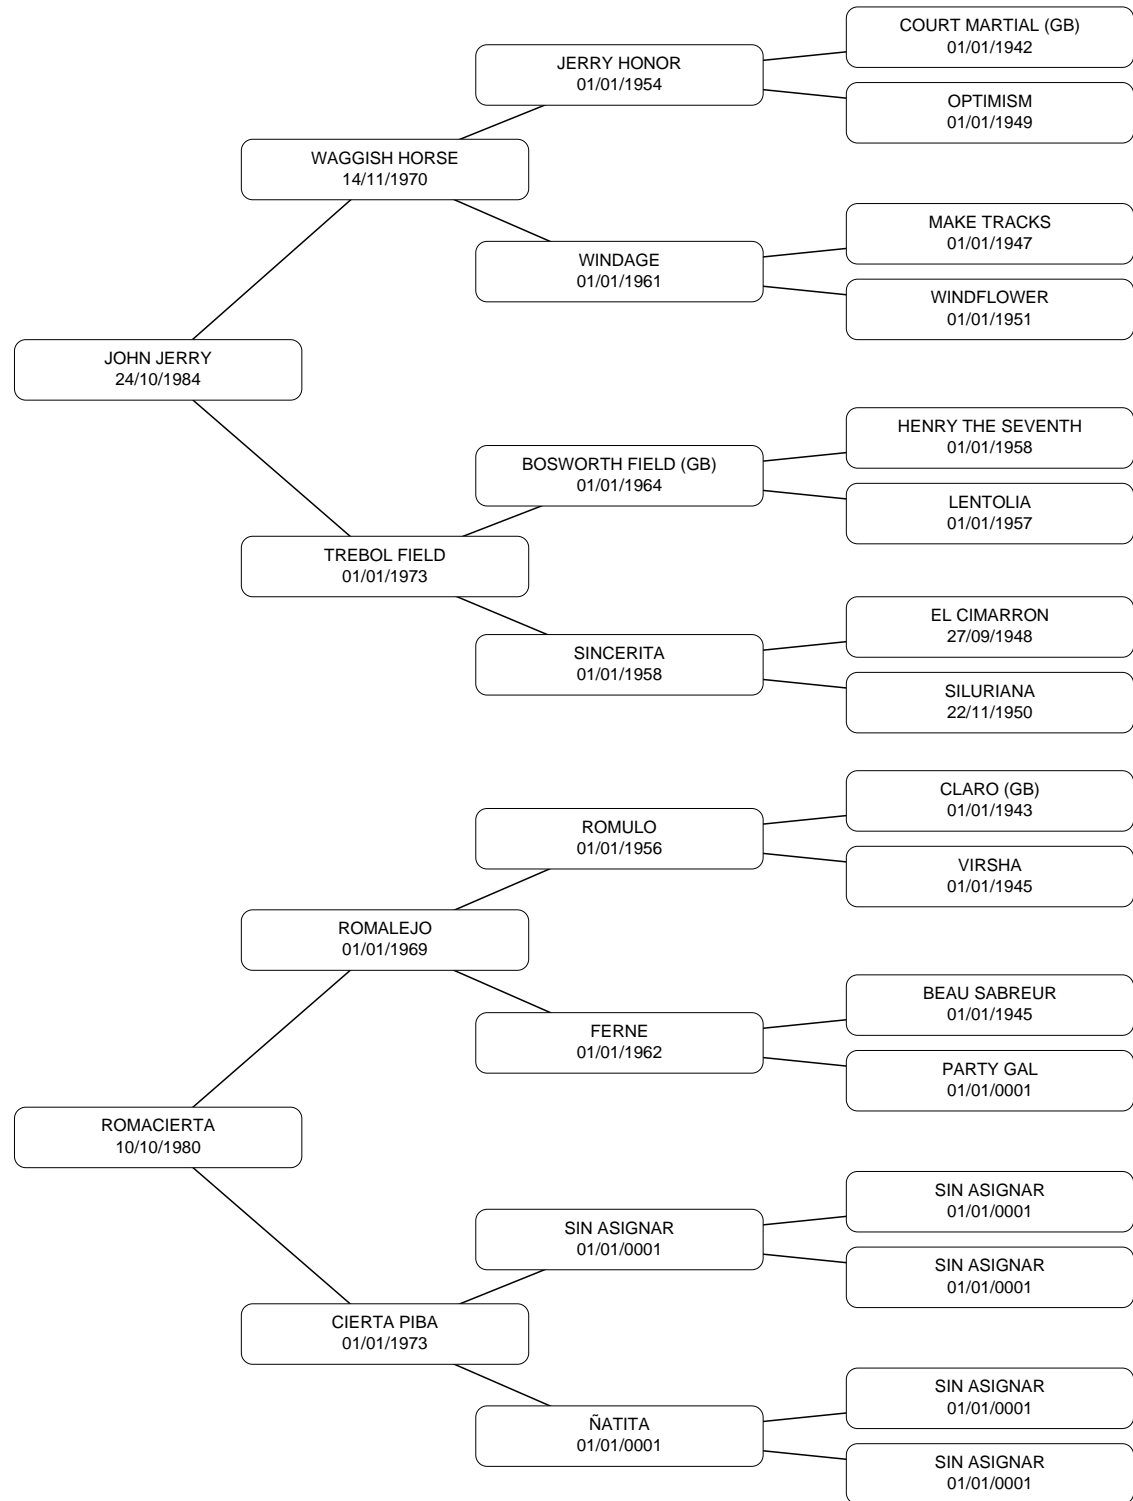 COURT MARTIAL (GB)
01/01/1942
JERRY HONOR
01/01/1954
OPTIMISM
01/01/1949
WAGGISH HORSE
14/11/1970
MAKE TRACKS
01/01/1947
WINDAGE
01/01/1961
WINDFLOWER
01/01/1951
JOHN JERRY
24/10/1984
HENRY THE SEVENTH
01/01/1958
BOSWORTH FIELD (GB)
01/01/1964
LENTOLIA
01/01/1957
TREBOL FIELD
01/01/1973
EL CIMARRON
27/09/1948
SINCERITA
01/01/1958
SILURIANA
22/11/1950
CLARO (GB)
01/01/1943
ROMULO
01/01/1956
VIRSHA
01/01/1945
ROMALEJO
01/01/1969
BEAU SABREUR
01/01/1945
FERNE
01/01/1962
PARTY GAL
01/01/0001
ROMACIERTA
10/10/1980
SIN ASIGNAR
01/01/0001
SIN ASIGNAR
01/01/0001
SIN ASIGNAR
01/01/0001
CIERTA PIBA
01/01/1973
SIN ASIGNAR
01/01/0001
ÑATITA
01/01/0001
SIN ASIGNAR
01/01/0001